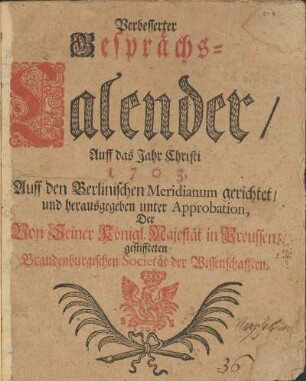 Verbesserter
Gesprächs-
Calender/
Auff das Jahr Christi
1703.
Auff den Berlinischen Meridianum gerichtet/
und herausgegeben unter Approbation,
Der
Von Seiner Königl. Majestät in Preussen/
gestiffteten
Brandenburgischen Societät der Wissenschafften.
36